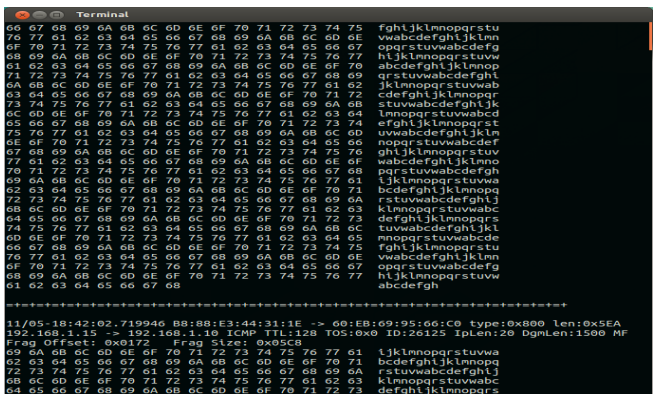 Terminal
66 67 68 69 6A 6B 6C 6D 6E 6F 70 71 72 73 74 75 fghijklmnopqrstu
76 77 61 62 63 64 65 66 67 68 69 6A 6B 6C 6D 6E vwabcdefghijklmn
6F 70 71 72 73 74 75 76 77 61 62 63 64 65 66 67 opqrstuvwabcdefg
68 69 6A 6B 6C 6D 6E 6F 70 71 72 73 74 75 76 77 hijklmnopqrstuvw
61 62 63 64 65 66 67 68 69 6A 6B 6C 6D 6E 6F 70 abcdefghijklmnop
71 72 73 74 75 76 77 61 62 63 64 65 66 67 68 69 qrstuvwabcdefghi
6A 6B 6C 6D 6E 6F 70 71 72 73 74 75 76 77 61 62 jklmnopqrstuvwab
63 64 65 66 67 68 69 6A 6B 6C 6D 6E 6F 70 71 72 cdefghijklmnopqr
73 74 75 76 77 61 62 63 64 65 66 67 68 69 6A 6B stuvwabcdefghijk
6C 6D 6E 6F 70 71 72 73 74 75 76 77 61 62 63 64 lmnopqrstuvwabcd
65 66 67 68 69 6A 6B 6C 6D 6E 6F 70 71 72 73 74 efghijklmnopqrst
75 76 77 61 62 63 64 65 66 67 68 69 6A 6B 6C 6D uvwabcdefghijklm
6E 6F 70 71 72 73 74 75 76 77 61 62 63 64 65 66 nopqrstuvwabcdef
67 68 69 6A 6B 6C 6D 6E 6F 70 71 72 73 74 75 76 ghijklmnopqrstuv
77 61 62 63 64 65 66 67 68 69 6A 6B 6C 6D 6E 6F wabcdefghijklmno
70 71 72 73 74 75 76 77 61 62 63 64 65 66 67 68 pqrstuvwabcdefgh
69 6A 6B 6C 6D 6E 6F 70 71 72 73 74 75 76 77 61 ijklmnopqrstuvwa
62 63 64 65 66 67 68 69 6A 6B 6C 6D 6E 6F 70 71 bcdefghijklmnopq
72 73 74 75 76 77 61 62 63 64 65 66 67 68 69 6A rstuvwabcdefghij
6B 6C 6D 6E 6F 70 71 72 73 74 75 76 77 61 62 63 klmnopqrstuvwabc
64 65 66 67 68 69 6A 6B 6C 6D 6E 6F 70 71 72 73 defghijklmnopqrs
74 75 76 77 61 62 63 64 65 66 67 68 69 6A 6B 6C tuvwabcdefghijkl
6D 6E 6F 70 71 72 73 74 75 76 77 61 62 63 64 65 mnopqrstuvwabcde
66 67 68 69 6A 6B 6C 6D 6E 6F 70 71 72 73 74 75 fghijklmnopqrstu
76 77 61 62 63 64 65 66 67 68 69 6A 6B 6C 6D 6E vwabcdefghijklmn
6F 70 71 72 73 74 75 76 77 61 62 63 64 65 66 67 opqrstuvwabcdefg
68 69 6A 6B 6C 6D 6E 6F 70 71 72 73 74 75 76 77 hijklmnopqrstuvw
61 62 63 64 65 66 67 68 abcdefgh
=+=+=+=+=+=+=+=+=+=+=+=+=+=+=+=+=+=+=+=+=+=+=+=+=+=+=+=+=+=+=+=+=+=+=+=+=+
11/05-18:42:02.719946 B8:88:E3:44:31:1E -> 60:EB:69:95:66:C0 type:0x800 len:0x5EA
192.168.1.15 -> 192.168.1.10 ICMP TTL:128 TOS:0x0 ID:26125 IpLen:20 DgmLen:1500 MF
Frag Offset: 0x0172 Frag Size: 0x05C8
69 6A 6B 6C 6D 6E 6F 70 71 72 73 74 75 76 77 61 ijklmnopqrstuvwa
62 63 64 65 66 67 68 69 6A 6B 6C 6D 6E 6F 70 71 bcdefghijklmnopq
72 73 74 75 76 77 61 62 63 64 65 66 67 68 69 6A rstuvwabcdefghij
6B 6C 6D 6E 6F 70 71 72 73 74 75 76 77 61 62 63 klmnopqrstuvwabc
64 65 66 67 68 69 6A 6B 6C 6D 6E 6F 70 71 72 73 defghijklmnopqrs